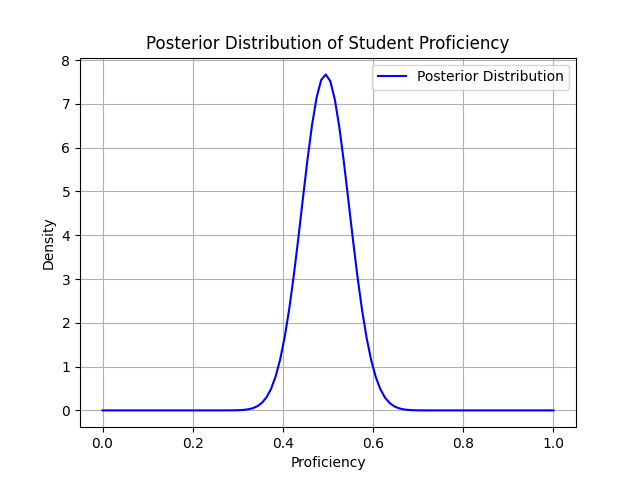 Posterior Distribution of Student Proficiency
Posterior Distribution
8
7
6
5
4
3
2
1
0
Density
0.0 0.2 0.4 0.6 0.8 1.0
Proficiency